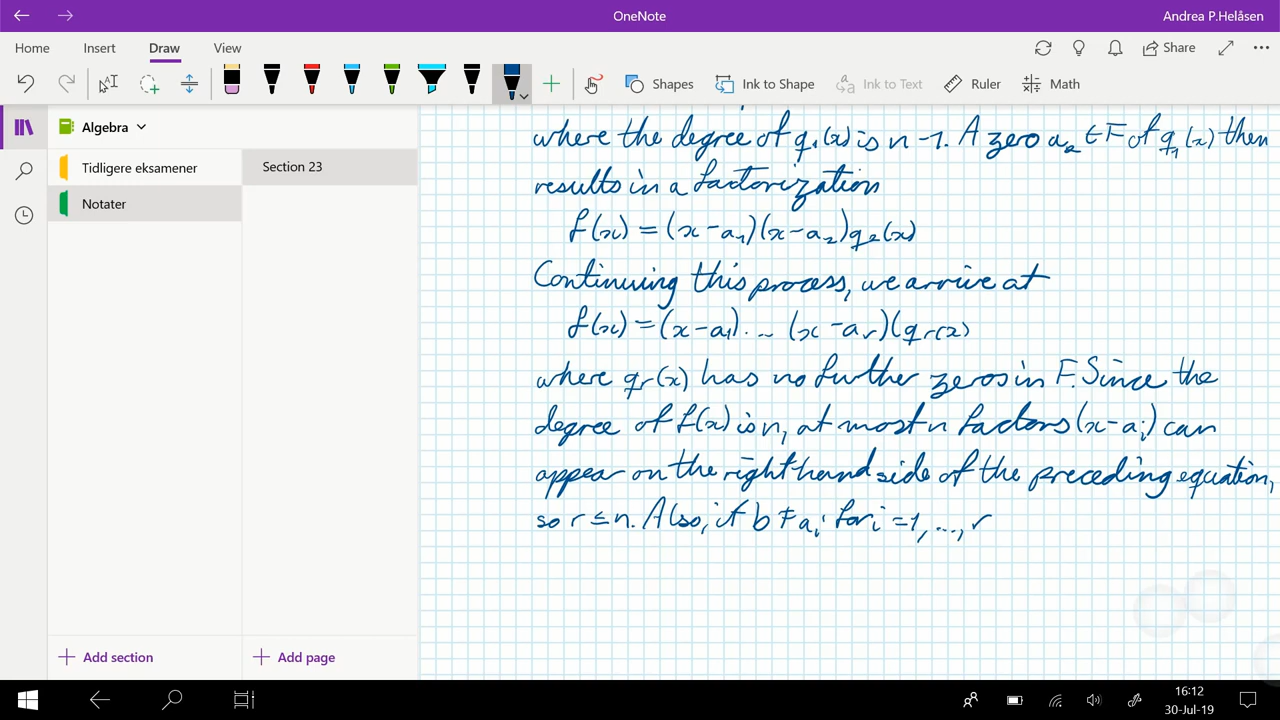 OneNote
Andrea P.Helåsen
Home Insert Draw View
Share
Shapes Ink to Shape Ink to Text Ruler Math
Algebra
Tidligere eksamener
Notater
Section 23
where the degree of q₁(x) is n-1. A zero a₂ ∈ F of q₁(x) then
results in a factorization
f(x) = (x-a₁)(x-a₂)q₂(x)
Continuing this process, we arrive at
f(x) = (x-a₁)... (x-aᵣ)(qᵣ(x)
where qᵣ(x) has no further zeros in F. Since the
degree of f(x) is n, at most n factors (x-aᵢ) can
appear on the right hand side of the preceding equation,
so r ≤ n. Also, if b ≠ aᵢ for i = 1, ..., r
Add section
Add page
16:12
30-Jul-19